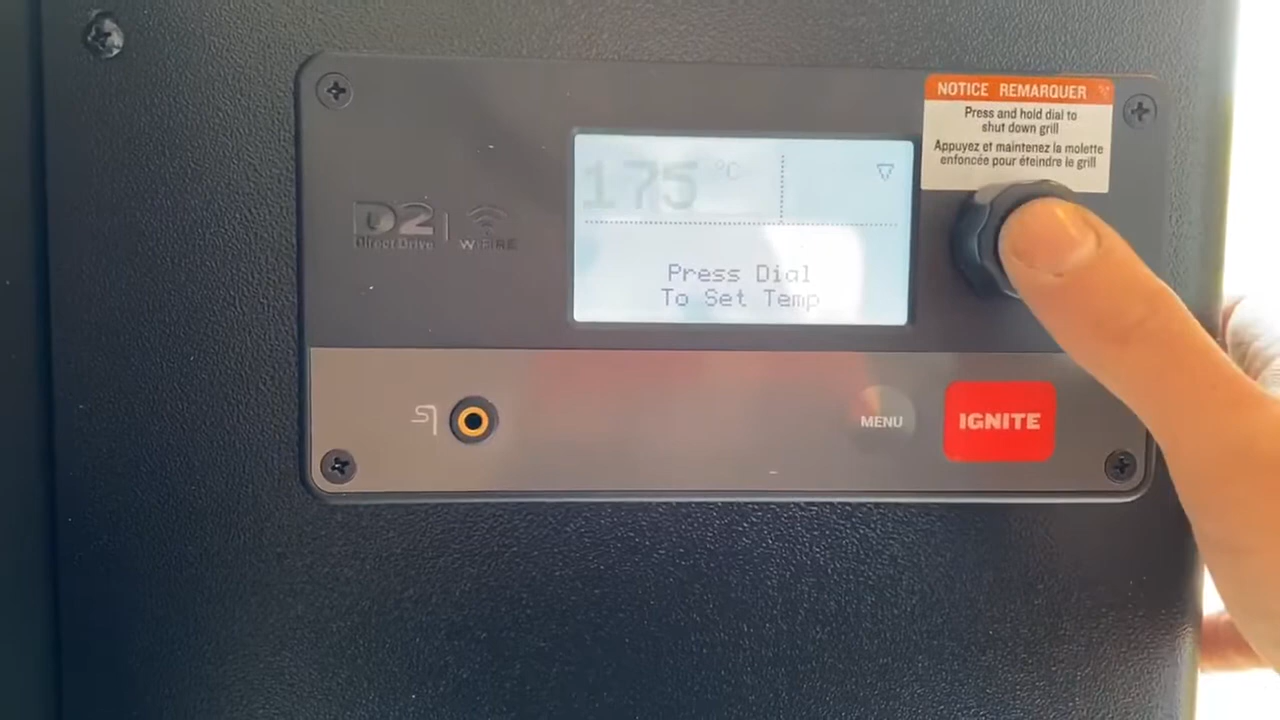 NOTICE REMARQUER
Press and hold dial to
shut down grill
Appuyez et maintenez la molette
enfoncée pour éteindre le grill
175 °C
D2
Direct Drive
WiFIRE
Press Dial
To Set Temp
MENU
IGNITE